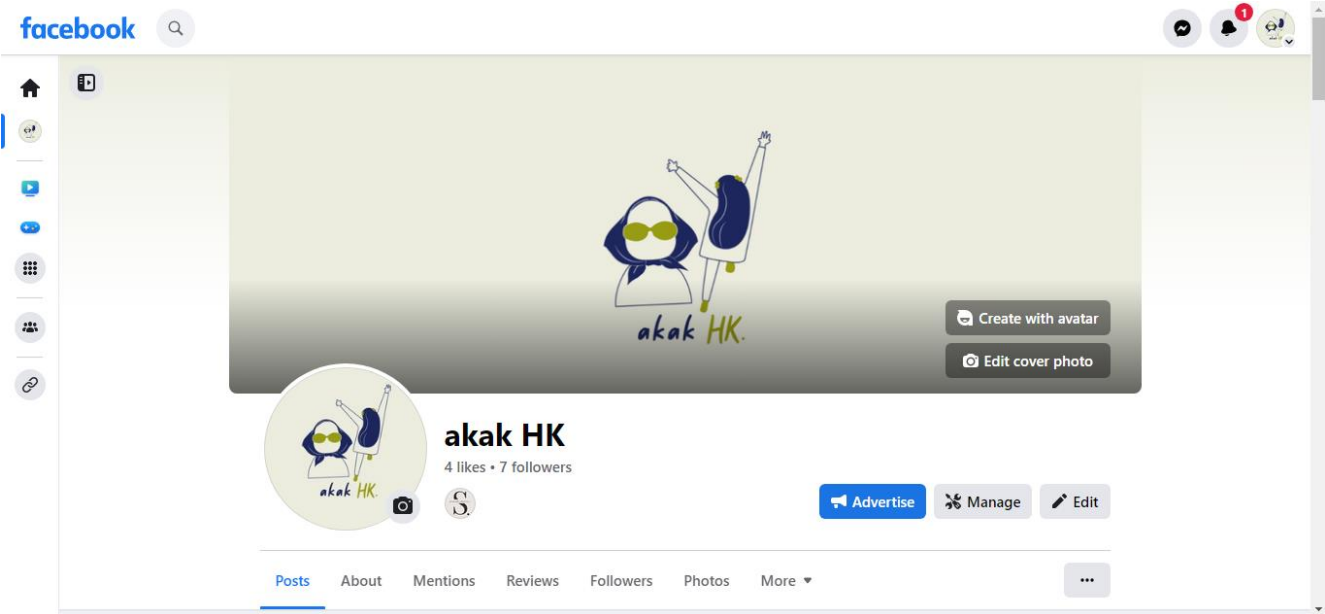 facebook
1
akak HK.
Create with avatar
Edit cover photo
akak HK.
akak HK
4 likes • 7 followers
S.
Advertise
Manage
Edit
Posts
About
Mentions
Reviews
Followers
Photos
More